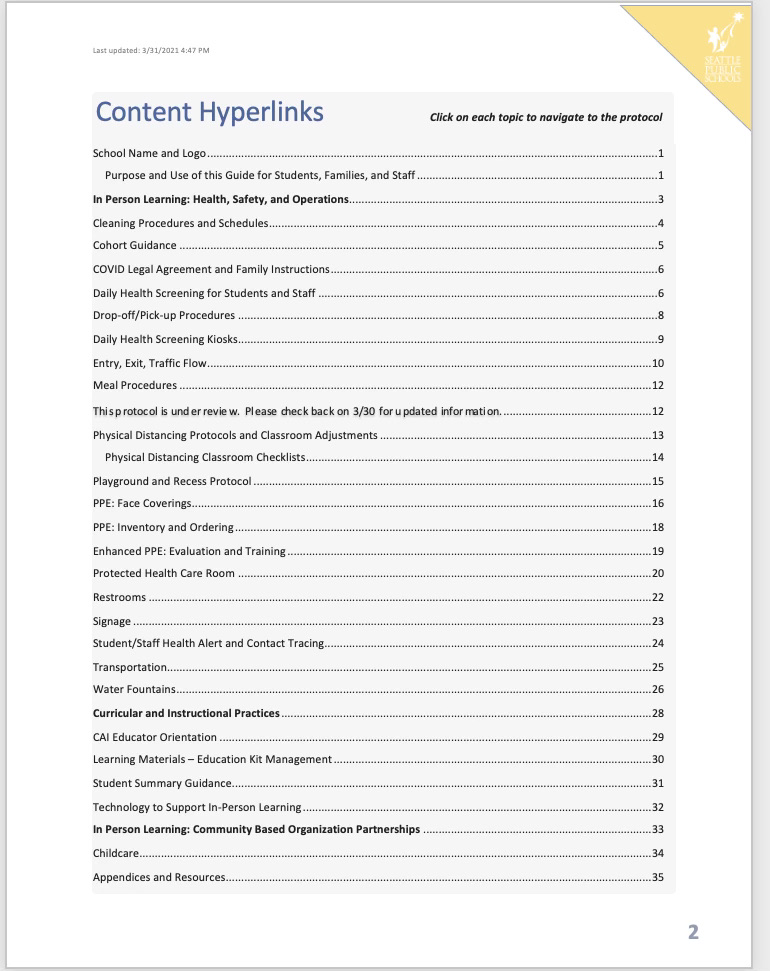 Last updated: 3/31/2021 4:47 PM
SEATTLE
PUBLIC
SCHOOLS
Content Hyperlinks
Click on each topic to navigate to the protocol
School Name and Logo 1
Purpose and Use of this Guide for Students, Families, and Staff 1
In Person Learning: Health, Safety, and Operations 3
Cleaning Procedures and Schedules 4
Cohort Guidance 5
COVID Legal Agreement and Family Instructions 6
Daily Health Screening for Students and Staff 6
Drop-off/Pick-up Procedures 8
Daily Health Screening Kiosks 9
Entry, Exit, Traffic Flow 10
Meal Procedures 12
This protocol is under review. Please check back on 3/30 for updated information. 12
Physical Distancing Protocols and Classroom Adjustments 13
Physical Distancing Classroom Checklists 14
Playground and Recess Protocol 15
PPE: Face Coverings 16
PPE: Inventory and Ordering 18
Enhanced PPE: Evaluation and Training 19
Protected Health Care Room 20
Restrooms 22
Signage 23
Student/Staff Health Alert and Contact Tracing 24
Transportation 25
Water Fountains 26
Curricular and Instructional Practices 28
CAI Educator Orientation 29
Learning Materials – Education Kit Management 30
Student Summary Guidance 31
Technology to Support In-Person Learning 32
In Person Learning: Community Based Organization Partnerships 33
Childcare 34
Appendices and Resources 35
2